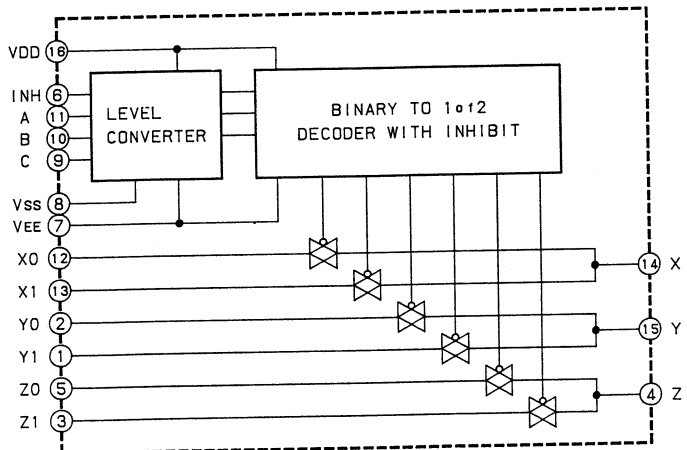 VDD 16
INH 6
A 11
B 10
C 9
LEVEL
CONVERTER
BINARY TO 1of2
DECODER WITH INHIBIT
VSS 8
VEE 7
X0 12
14 X
X1 13
Y0 2
15 Y
Y1 1
Z0 5
4 Z
Z1 3